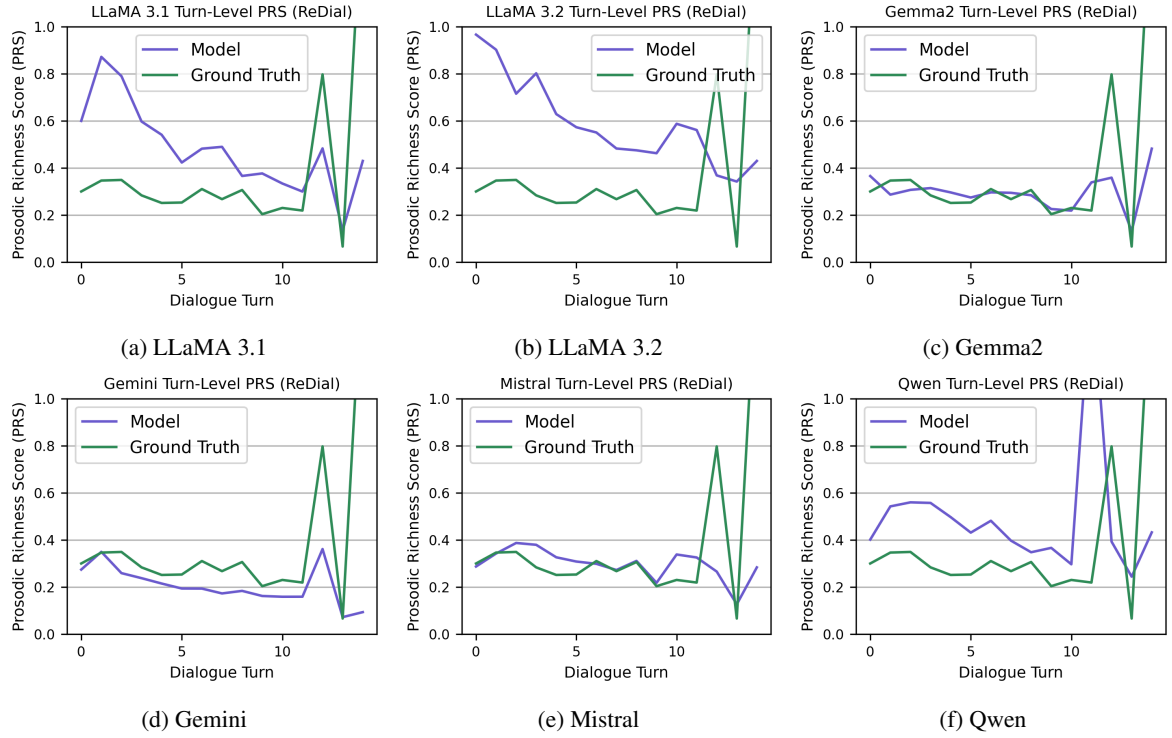 LLaMA 3.1 Turn-Level PRS (ReDial)
Prosodic Richness Score (PRS)
1.0
0.8
0.6
0.4
0.2
0.0
Model
Ground Truth
0 5 10
Dialogue Turn
(a) LLaMA 3.1
LLaMA 3.2 Turn-Level PRS (ReDial)
Prosodic Richness Score (PRS)
1.0
0.8
0.6
0.4
0.2
0.0
Model
Ground Truth
0 5 10
Dialogue Turn
(b) LLaMA 3.2
Gemma2 Turn-Level PRS (ReDial)
Prosodic Richness Score (PRS)
1.0
0.8
0.6
0.4
0.2
0.0
Model
Ground Truth
0 5 10
Dialogue Turn
(c) Gemma2
Gemini Turn-Level PRS (ReDial)
Prosodic Richness Score (PRS)
1.0
0.8
0.6
0.4
0.2
0.0
Model
Ground Truth
0 5 10
Dialogue Turn
(d) Gemini
Mistral Turn-Level PRS (ReDial)
Prosodic Richness Score (PRS)
1.0
0.8
0.6
0.4
0.2
0.0
Model
Ground Truth
0 5 10
Dialogue Turn
(e) Mistral
Qwen Turn-Level PRS (ReDial)
Prosodic Richness Score (PRS)
1.0
0.8
0.6
0.4
0.2
0.0
Model
Ground Truth
0 5 10
Dialogue Turn
(f) Qwen